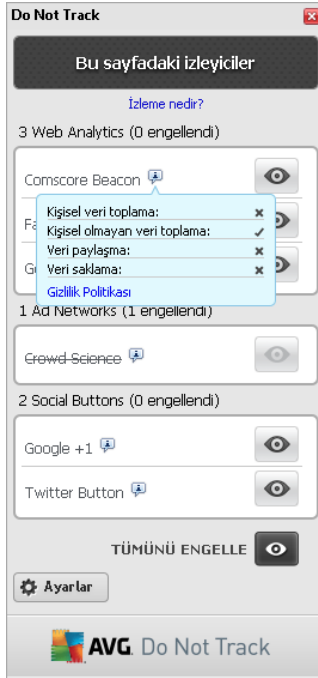 Do Not Track
Bu sayfadaki izleyiciler
İzleme nedir?
3 Web Analytics (0 engellendi)
Comscore Beacon
Kişisel veri toplama:
Kişisel olmayan veri toplama:
Veri paylaşma:
Veri saklama:
Gizlilik Politikası
1 Ad Networks (1 engellendi)
Crowd Science
2 Social Buttons (0 engellendi)
Google +1
Twitter Button
TÜMÜNÜ ENGELLE
Ayarlar
AVG. Do Not Track